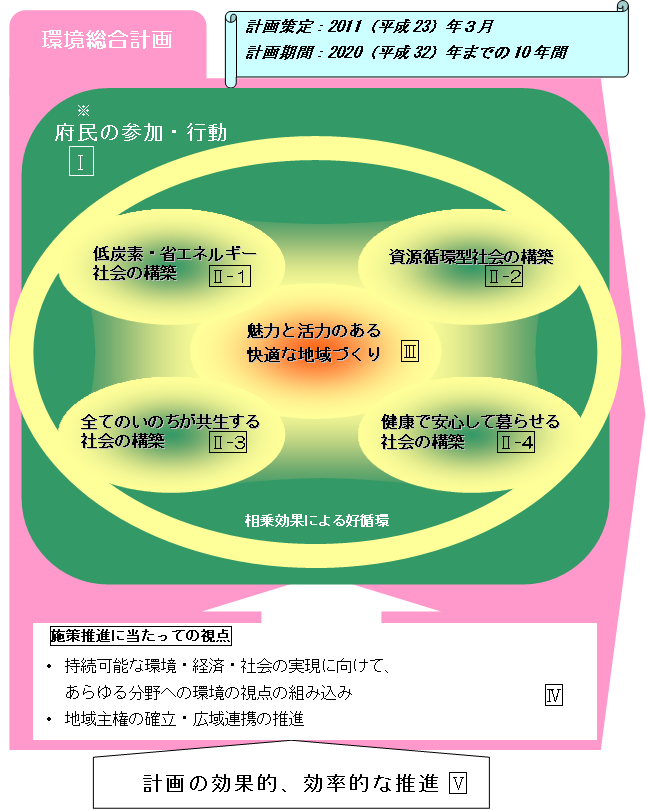 環境総合計画
計画策定：2011（平成23）年３月
計画期間：2020（平成32）年までの10年間
※
府民の参加・行動
Ⅰ
低炭素・省エネルギー
社会の構築 Ⅱ-1
資源循環型社会の構築
Ⅱ-2
魅力と活力のある
快適な地域づくり Ⅲ
全てのいのちが共生する
社会の構築 Ⅱ-3
健康で安心して暮らせる
社会の構築 Ⅱ-4
相乗効果による好循環
施策推進に当たっての視点
• 持続可能な環境・経済・社会の実現に向けて、
あらゆる分野への環境の視点の組み込み Ⅳ
• 地域主権の確立・広域連携の推進
計画の効果的、効率的な推進 Ⅴ